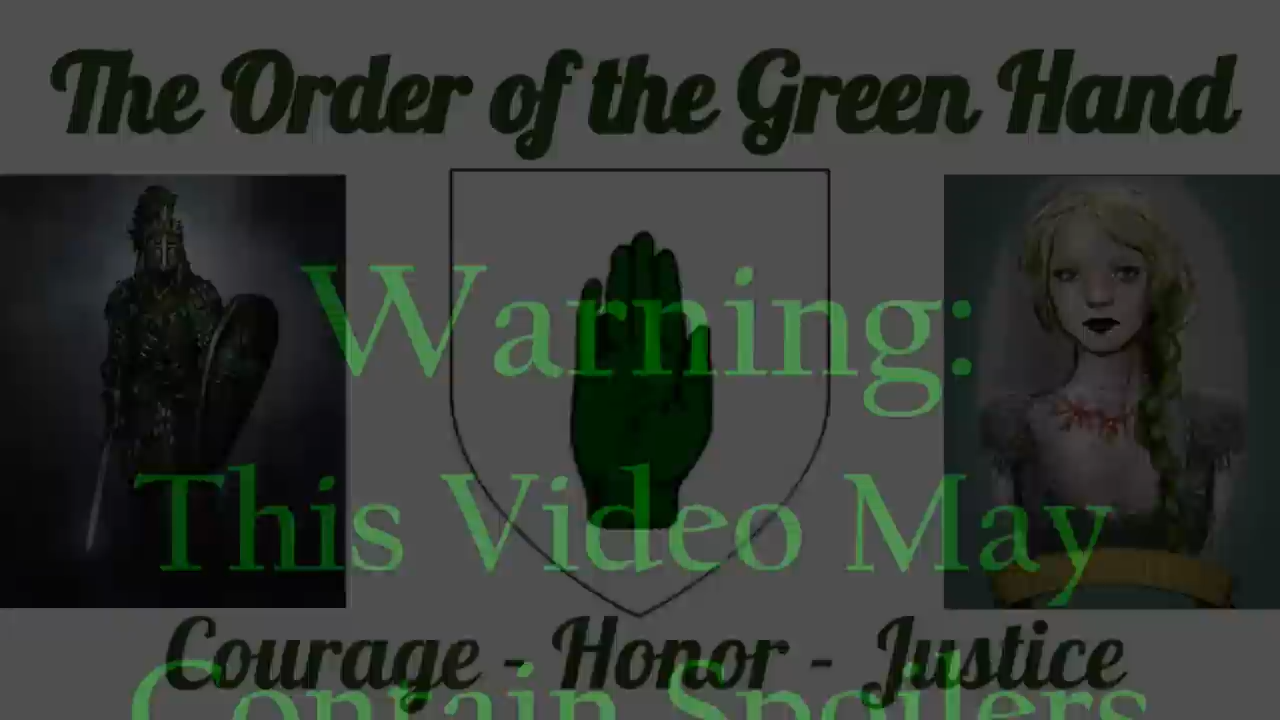 The Order of the Green Hand
Warning:
This Video May
Courage - Honor - Justice
Contain Spoilers